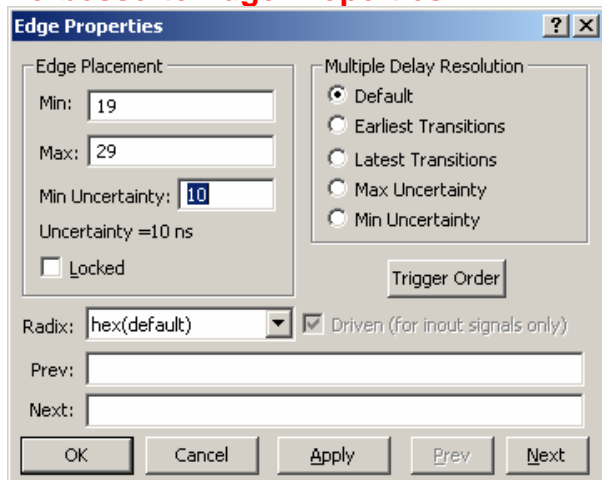 Edge Properties
Edge Placement
Min: 19
Max: 29
Min Uncertainty: 10
Uncertainty =10 ns
Locked
Multiple Delay Resolution
Default
Earliest Transitions
Latest Transitions
Max Uncertainty
Min Uncertainty
Trigger Order
Radix: hex(default)
Driven (for inout signals only)
Prev:
Next:
OK Cancel Apply Prev Next